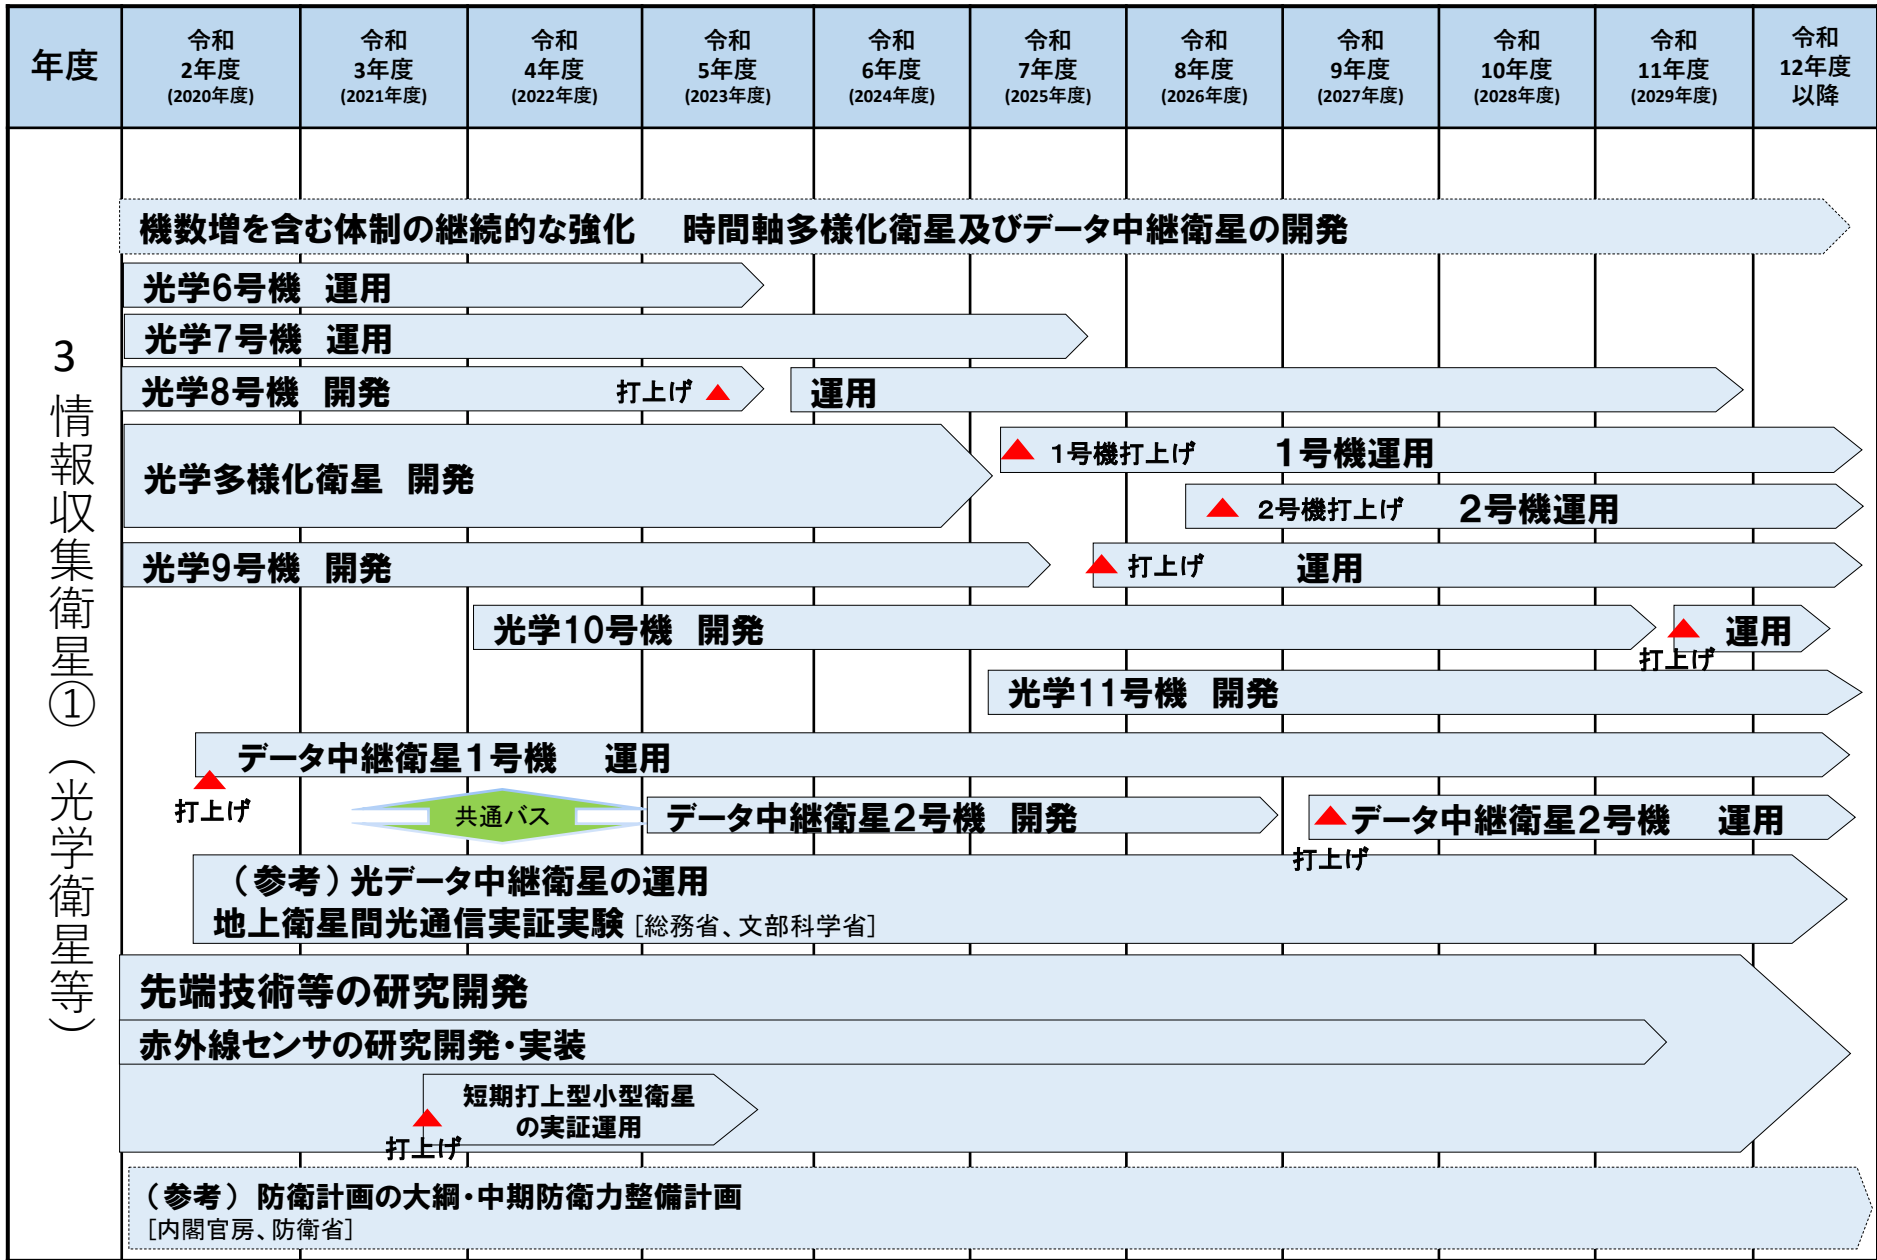 年度
令和
2年度
(2020年度)
令和
3年度
(2021年度)
令和
4年度
(2022年度)
令和
5年度
(2023年度)
令和
6年度
(2024年度)
令和
7年度
(2025年度)
令和
8年度
(2026年度)
令和
9年度
(2027年度)
令和
10年度
(2028年度)
令和
11年度
(2029年度)
令和
12年度
以降
3 情報収集衛星①（光学衛星等）
機数増を含む体制の継続的な強化　時間軸多様化衛星及びデータ中継衛星の開発
光学6号機　運用
光学7号機　運用
光学8号機　開発
打上げ
運用
光学多様化衛星　開発
1号機打上げ
1号機運用
2号機打上げ
2号機運用
光学9号機　開発
打上げ
運用
光学10号機　開発
打上げ
運用
光学11号機　開発
データ中継衛星1号機　運用
打上げ
共通バス
データ中継衛星2号機　開発
データ中継衛星2号機　運用
打上げ
（参考）光データ中継衛星の運用
地上衛星間光通信実証実験［総務省、文部科学省］
先端技術等の研究開発
赤外線センサの研究開発・実装
短期打上型小型衛星
の実証運用
打上げ
（参考）防衛計画の大綱・中期防衛力整備計画
［内閣官房、防衛省］